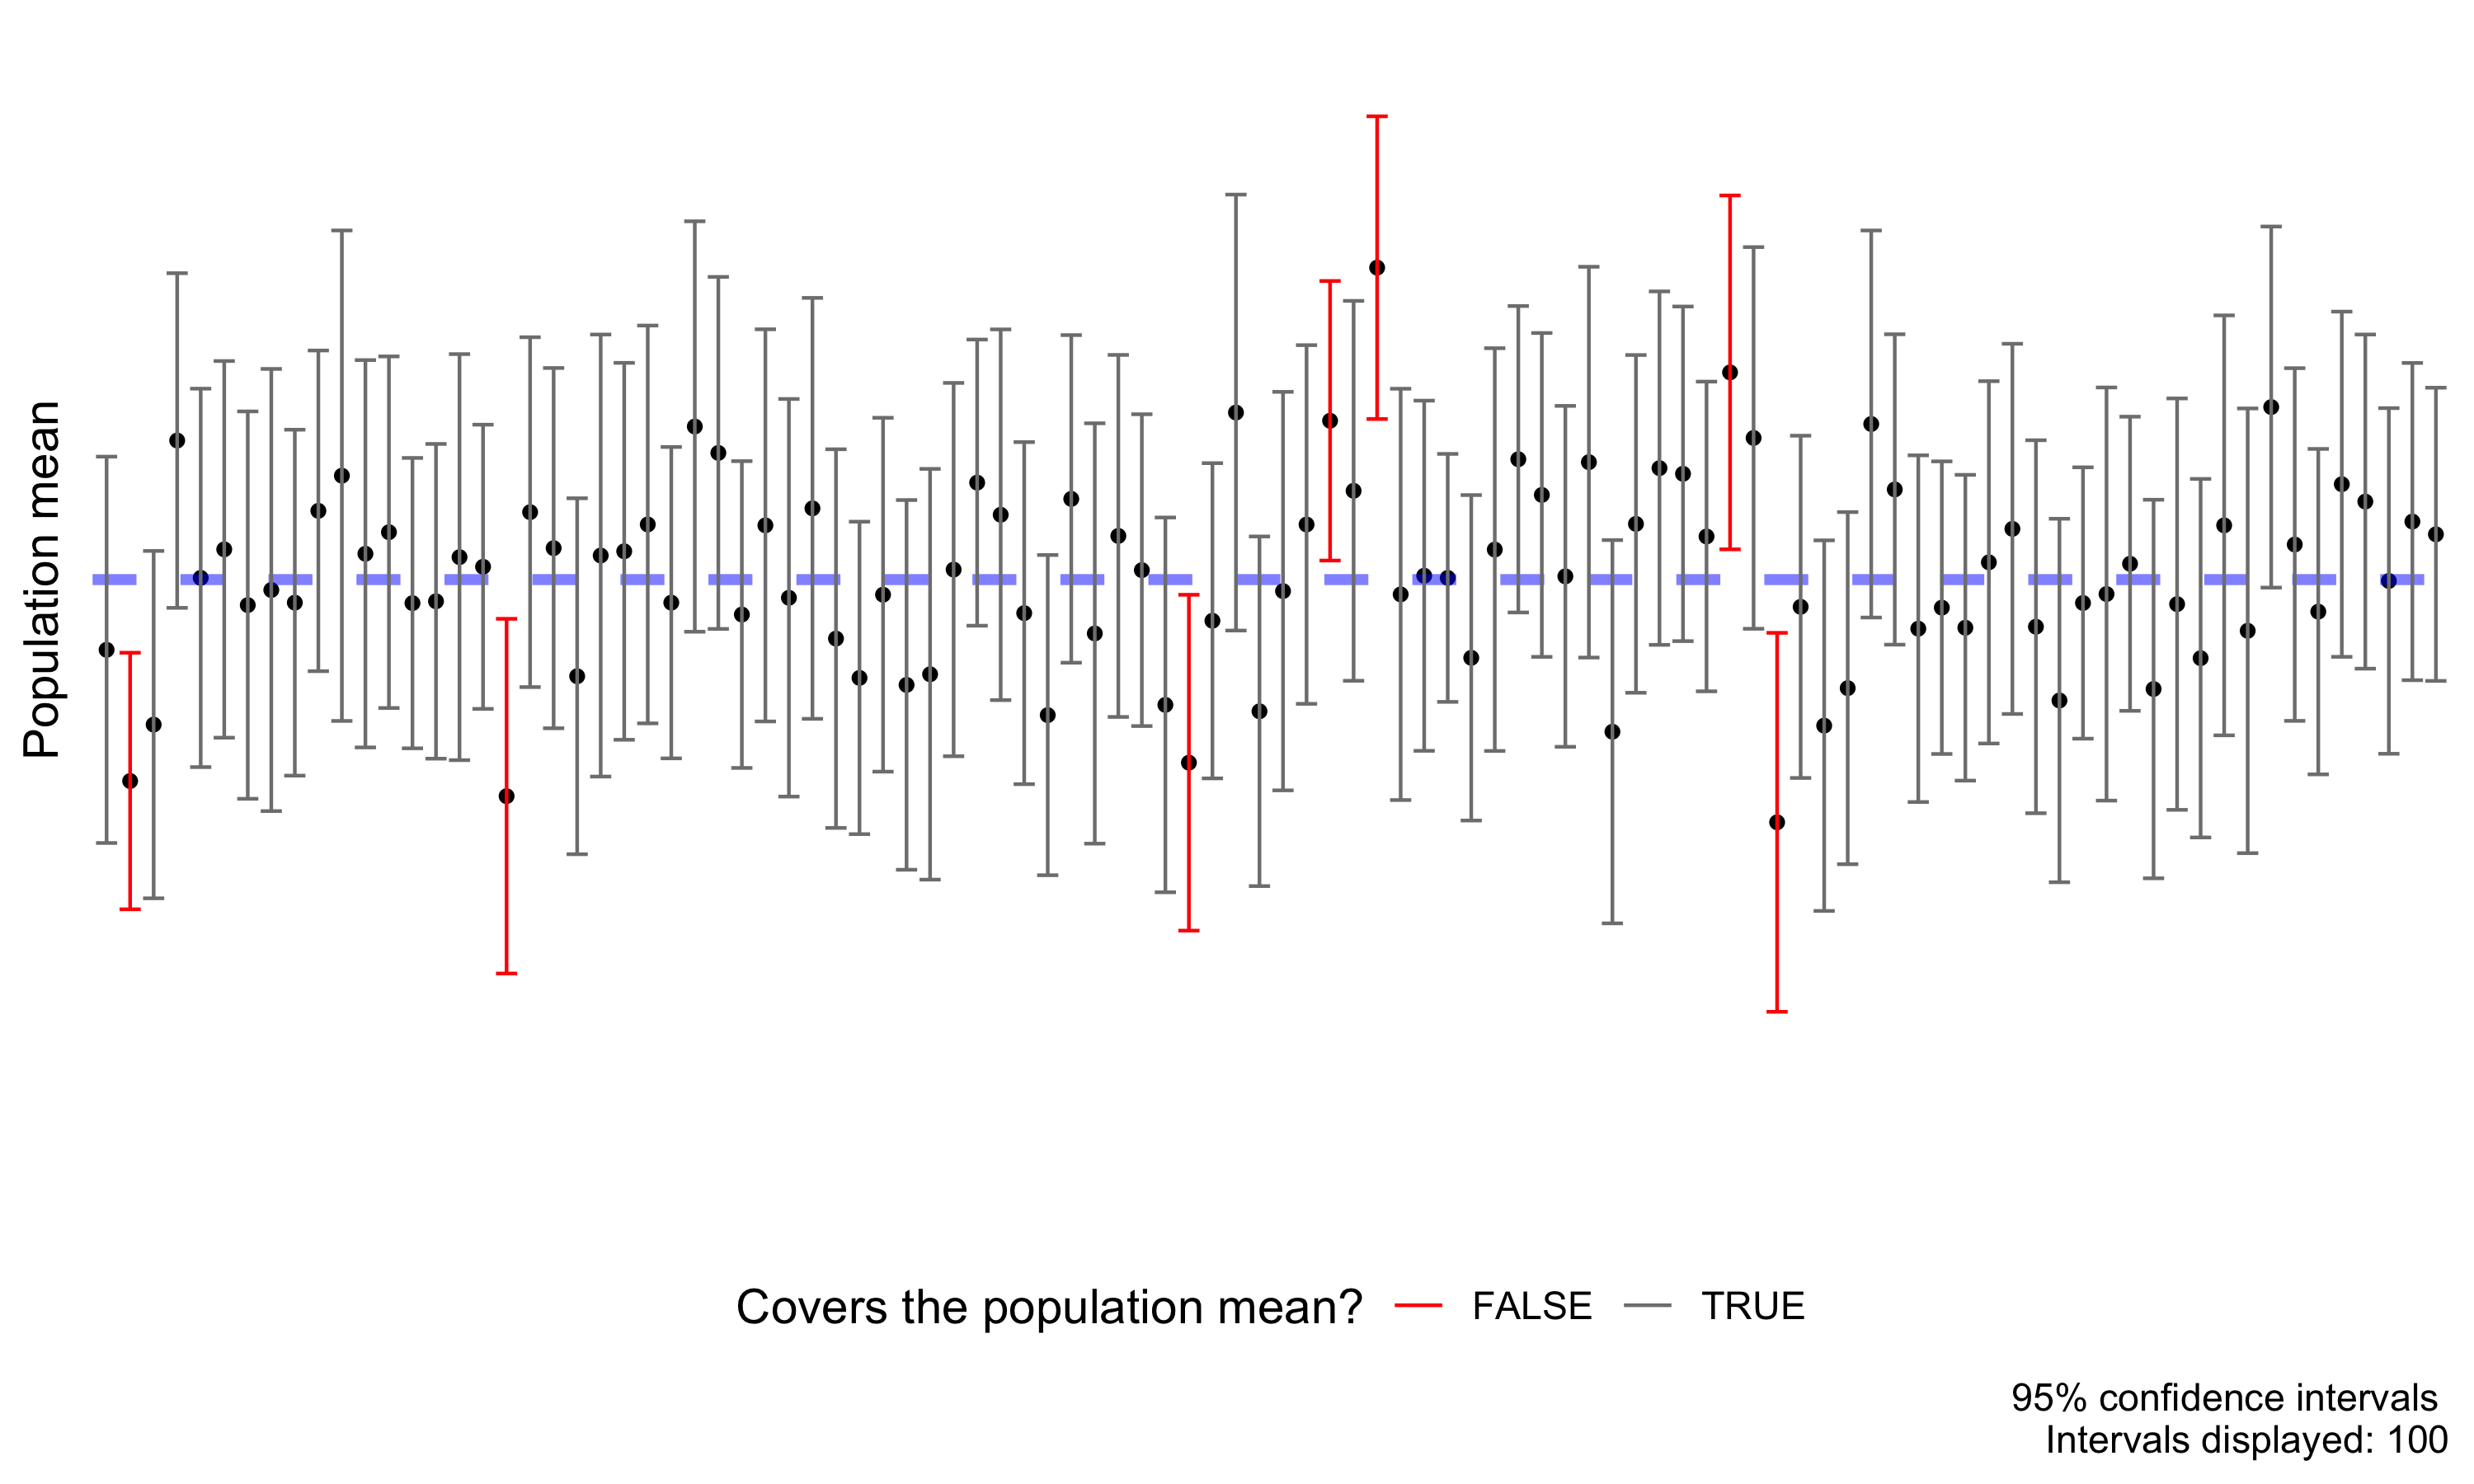 Population mean
Covers the population mean? FALSE TRUE
95% confidence intervals
Intervals displayed: 100